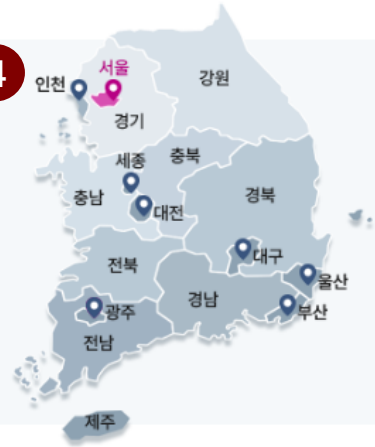 4
서울
인천
강원
경기
세종
충북
충남
대전
경북
대구
전북
울산
경남
광주
부산
전남
제주